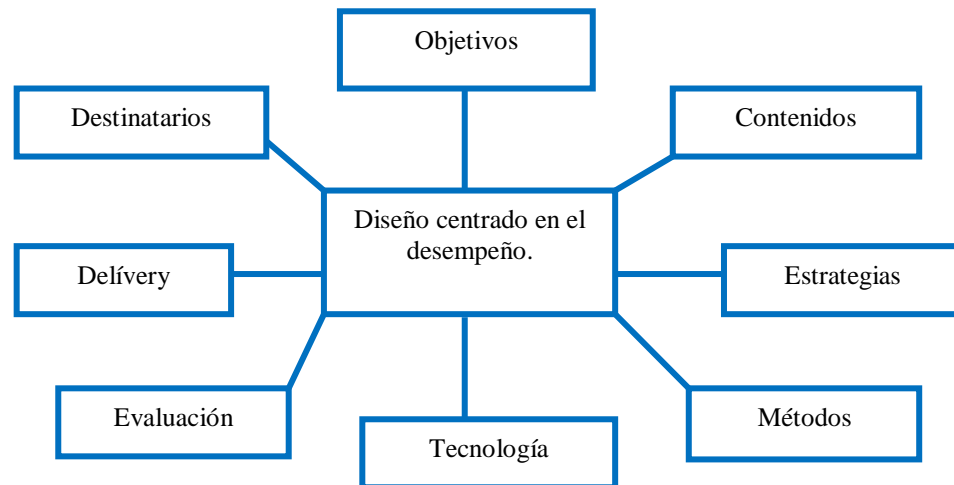 Objetivos
Destinatarios
Contenidos
Diseño centrado en el
desempeño.
Delívery
Estrategias
Evaluación
Métodos
Tecnología